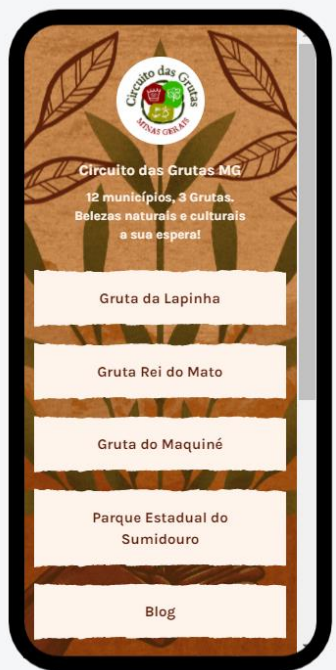 Circuito das Grutas
MINAS GERAIS
Circuito das Grutas MG
12 municípios, 3 Grutas.
Belezas naturais e culturais
a sua espera!
Gruta da Lapinha
Gruta Rei do Mato
Gruta do Maquiné
Parque Estadual do
Sumidouro
Blog